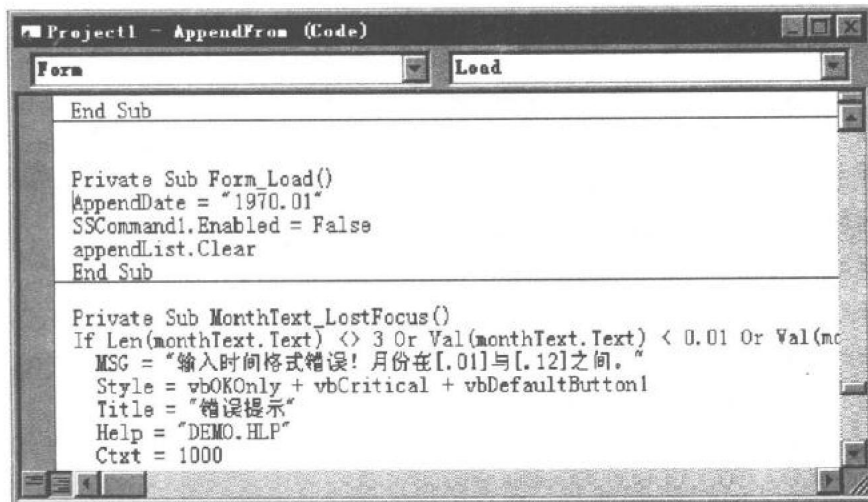 Project1 - AppendFrom (Code)
Form Load
End Sub
Private Sub Form_Load()
AppendDate = "1970.01"
SSCommand1.Enabled = False
appendList.Clear
End Sub
Private Sub MonthText_LostFocus()
If Len(monthText.Text) <> 3 Or Val(monthText.Text) < 0.01 Or Val(mo
MSG = "输入时间格式错误! 月份在[.01]与[.12]之间。"
Style = vbOKOnly + vbCritical + vbDefaultButton1
Title = "错误提示"
Help = "DEMO.HLP"
Ctxt = 1000